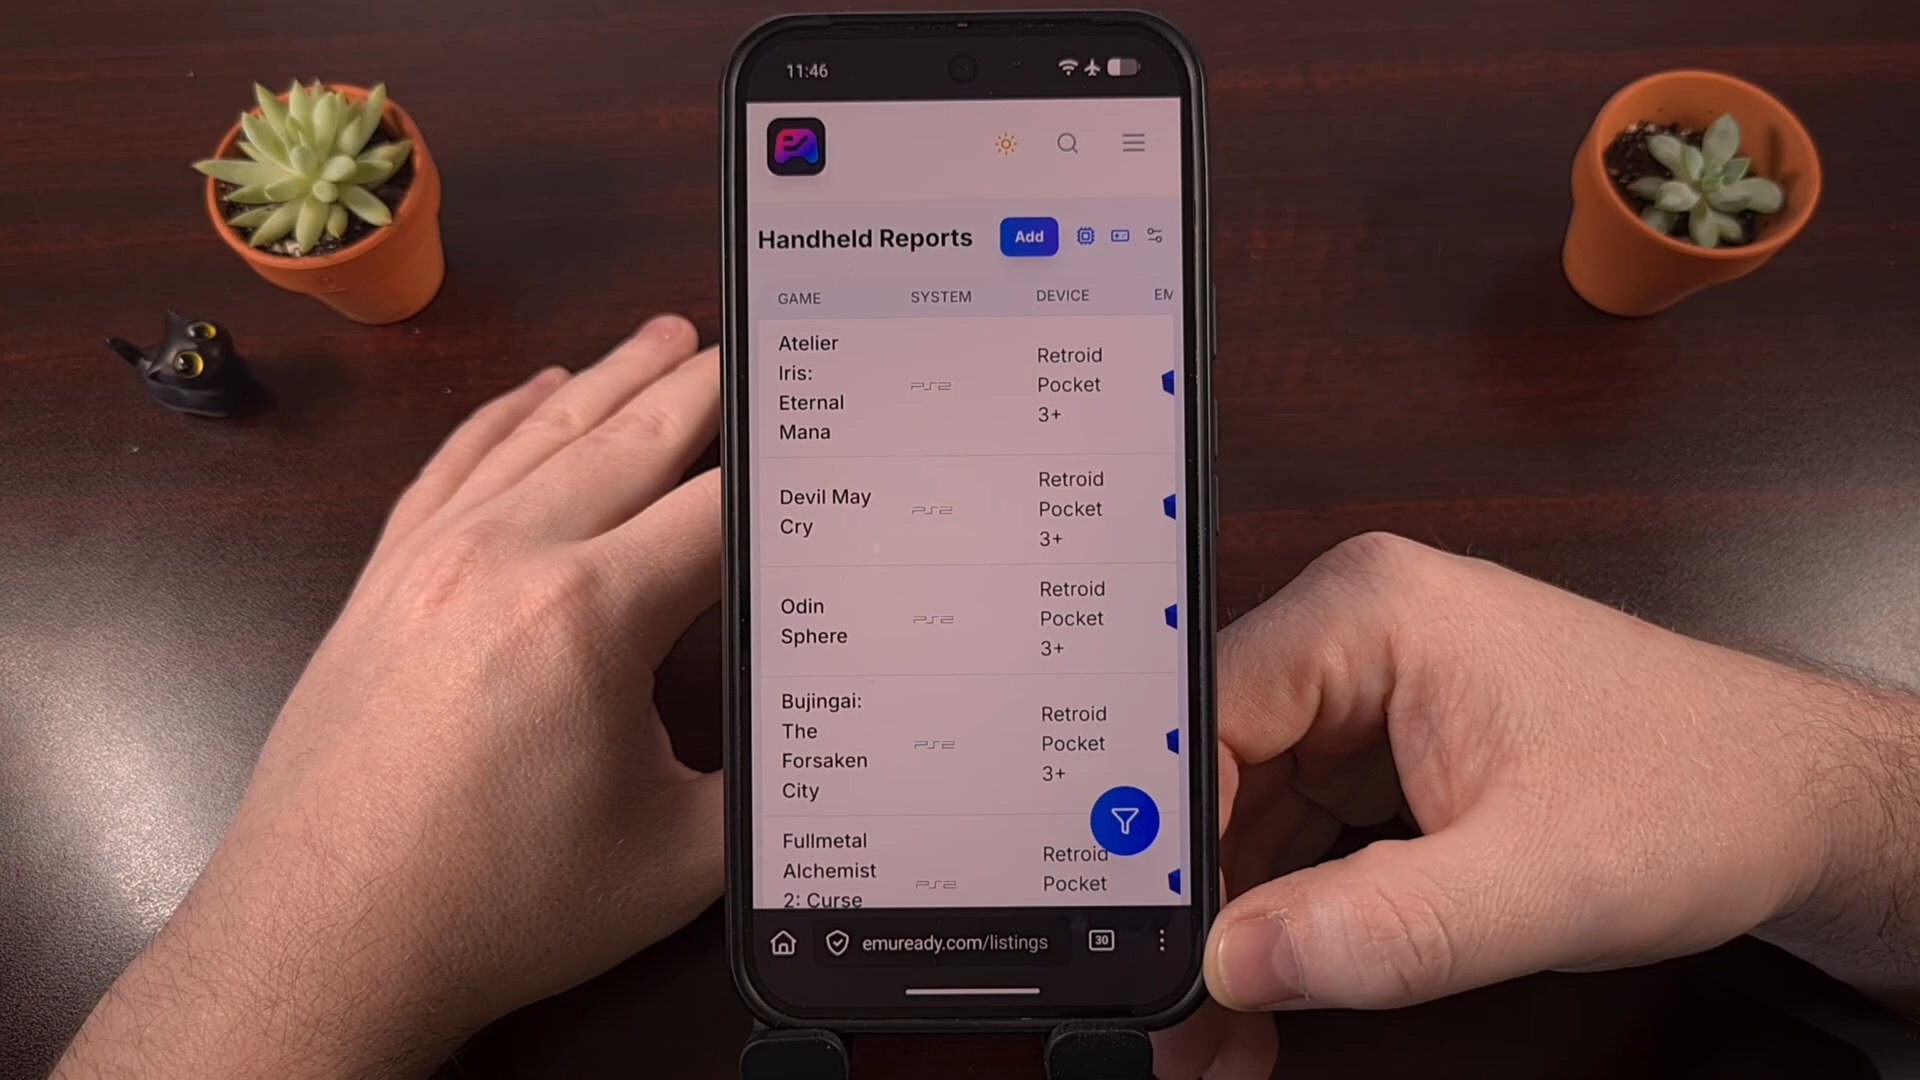 11:46
Handheld Reports Add
GAME SYSTEM DEVICE EM
Atelier
Iris:
Eternal
Mana
PS2
Retroid
Pocket
3+
Devil May
Cry
PS2
Retroid
Pocket
3+
Odin
Sphere
PS2
Retroid
Pocket
3+
Bujingai:
The
Forsaken
City
PS2
Retroid
Pocket
3+
Fullmetal
Alchemist
2: Curse
PS2
Retroid
Pocket
emuready.com/listings 30